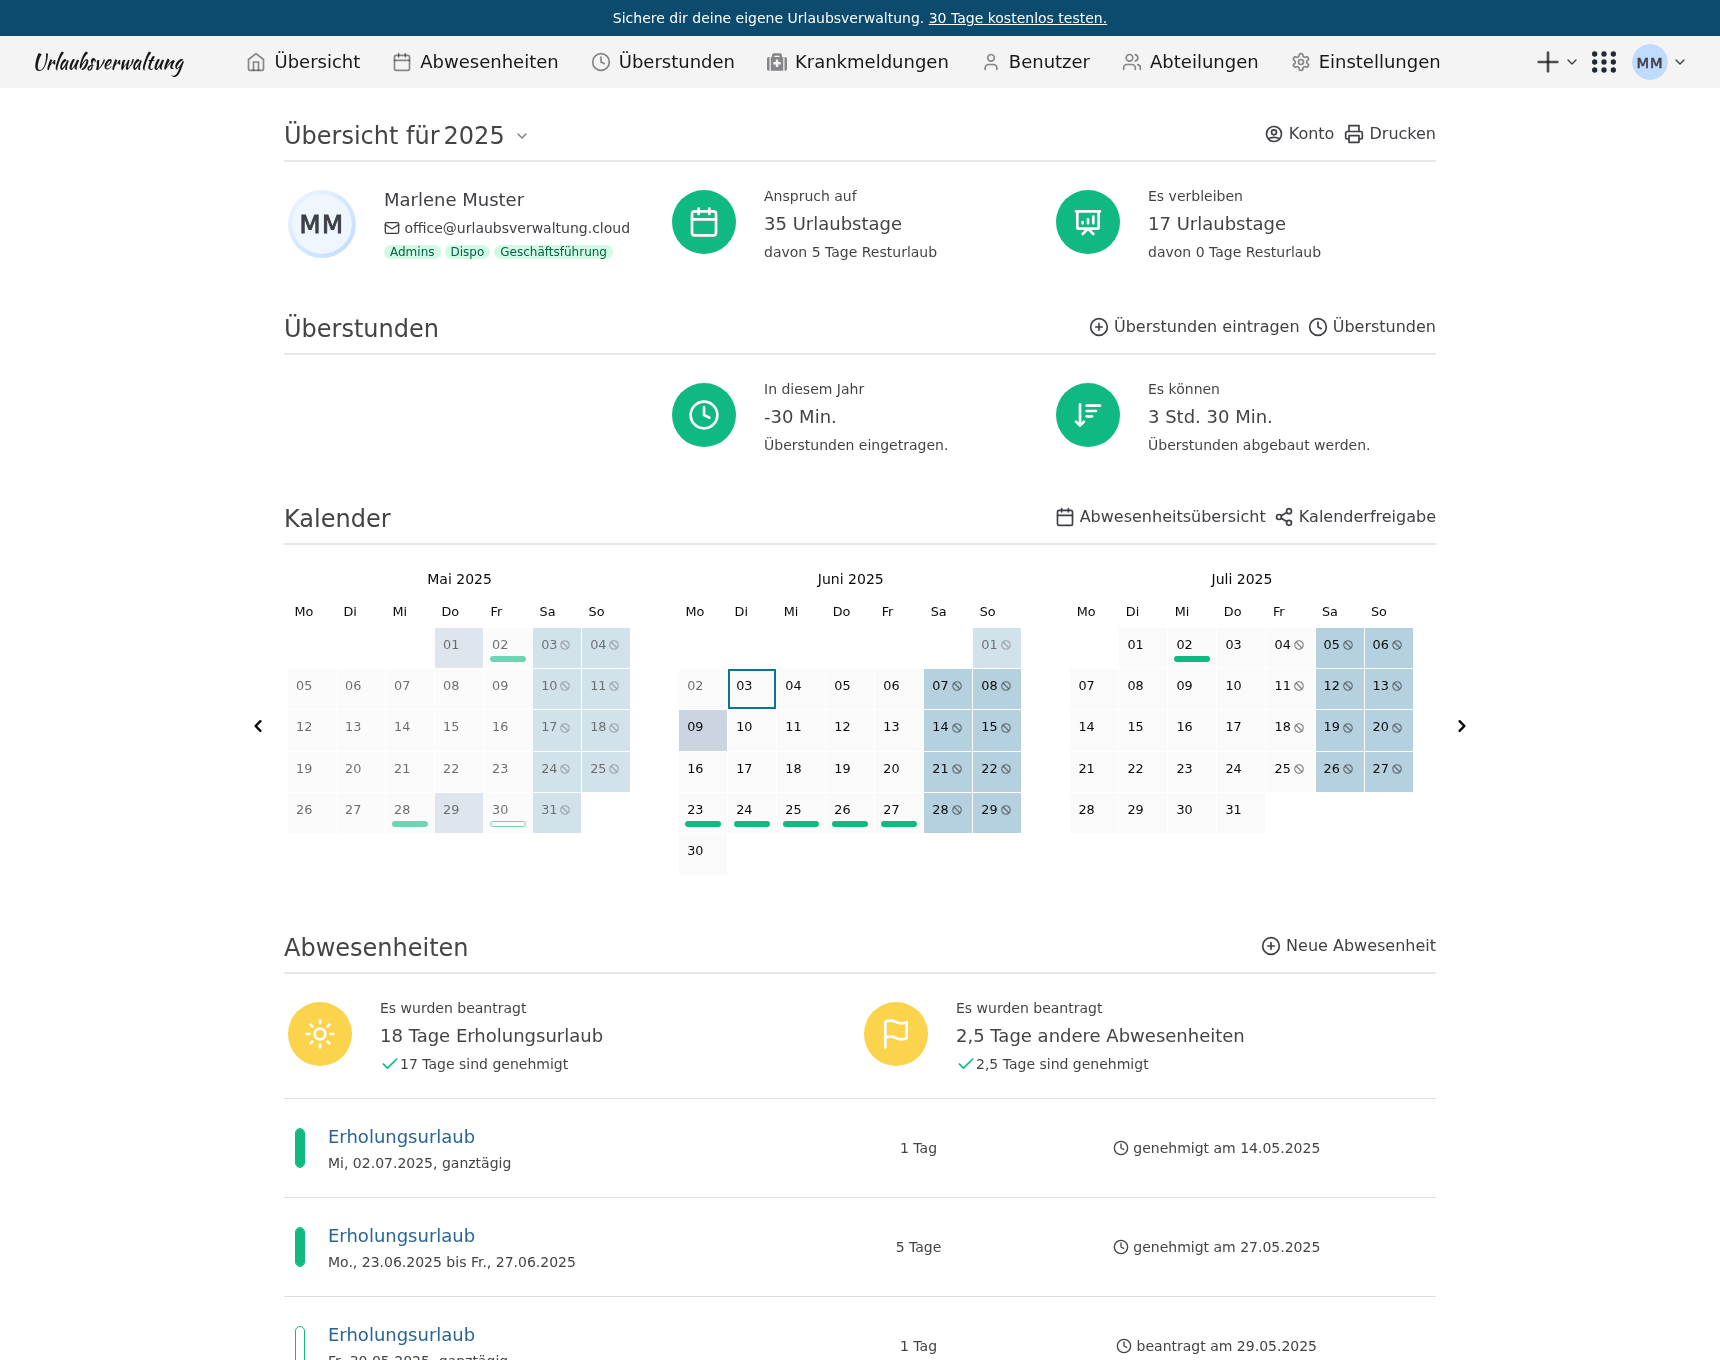 Sichere dir deine eigene Urlaubsverwaltung. 30 Tage kostenlos testen.
Urlaubsverwaltung Übersicht Abwesenheiten Überstunden Krankmeldungen Benutzer Abteilungen Einstellungen MM
Übersicht für 2025 Konto Drucken
MM
Marlene Muster
office@urlaubsverwaltung.cloud
Admins Dispo Geschäftsführung
Anspruch auf
35 Urlaubstage
davon 5 Tage Resturlaub
Es verbleiben
17 Urlaubstage
davon 0 Tage Resturlaub
Überstunden Überstunden eintragen Überstunden
In diesem Jahr
-30 Min.
Überstunden eingetragen.
Es können
3 Std. 30 Min.
Überstunden abgebaut werden.
Kalender Abwesenheitsübersicht Kalenderfreigabe
Mai 2025
Mo Di Mi Do Fr Sa So
01 02 03 04
05 06 07 08 09 10 11
12 13 14 15 16 17 18
19 20 21 22 23 24 25
26 27 28 29 30 31
Juni 2025
Mo Di Mi Do Fr Sa So
01
02 03 04 05 06 07 08
09 10 11 12 13 14 15
16 17 18 19 20 21 22
23 24 25 26 27 28 29
30
Juli 2025
Mo Di Mi Do Fr Sa So
01 02 03 04 05 06
07 08 09 10 11 12 13
14 15 16 17 18 19 20
21 22 23 24 25 26 27
28 29 30 31
Abwesenheiten Neue Abwesenheit
Es wurden beantragt
18 Tage Erholungsurlaub
17 Tage sind genehmigt
Es wurden beantragt
2,5 Tage andere Abwesenheiten
2,5 Tage sind genehmigt
Erholungsurlaub
Mi, 02.07.2025, ganztägig
1 Tag
genehmigt am 14.05.2025
Erholungsurlaub
Mo., 23.06.2025 bis Fr., 27.06.2025
5 Tage
genehmigt am 27.05.2025
Erholungsurlaub
Fr, 30.05.2025, ganztägig
1 Tag
beantragt am 29.05.2025